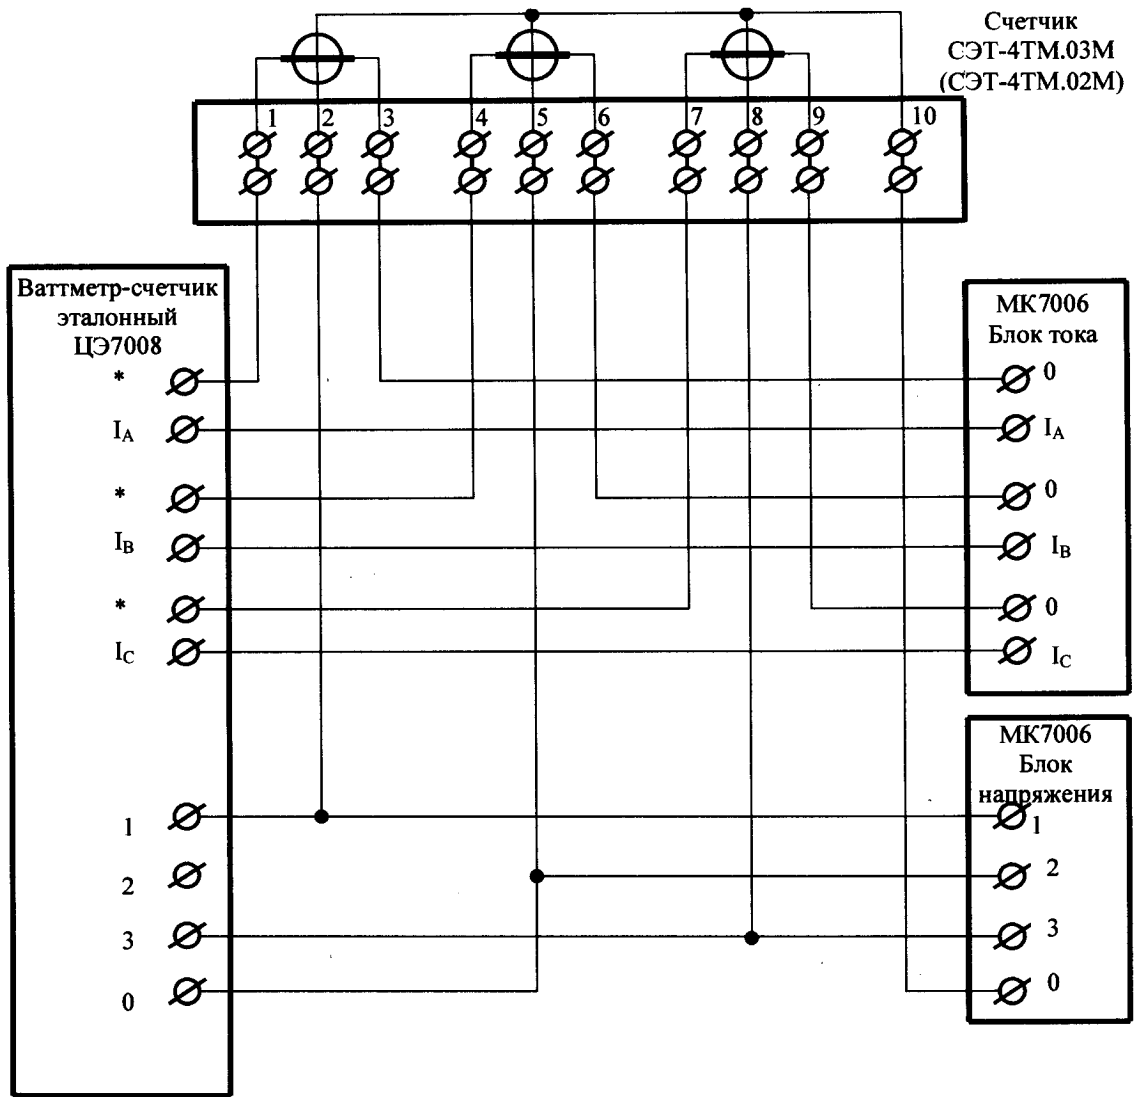 Счетчик
СЭТ-4ТМ.03М
(СЭТ-4ТМ.02М)
1 2 3 4 5 6 7 8 9 10
Ваттметр-счетчик
эталонный
ЦЭ7008
*
IA
*
IB
*
IC
1
2
3
0
МК7006
Блок тока
0
IA
0
IB
0
IC
МК7006
Блок
напряжения
1
2
3
0